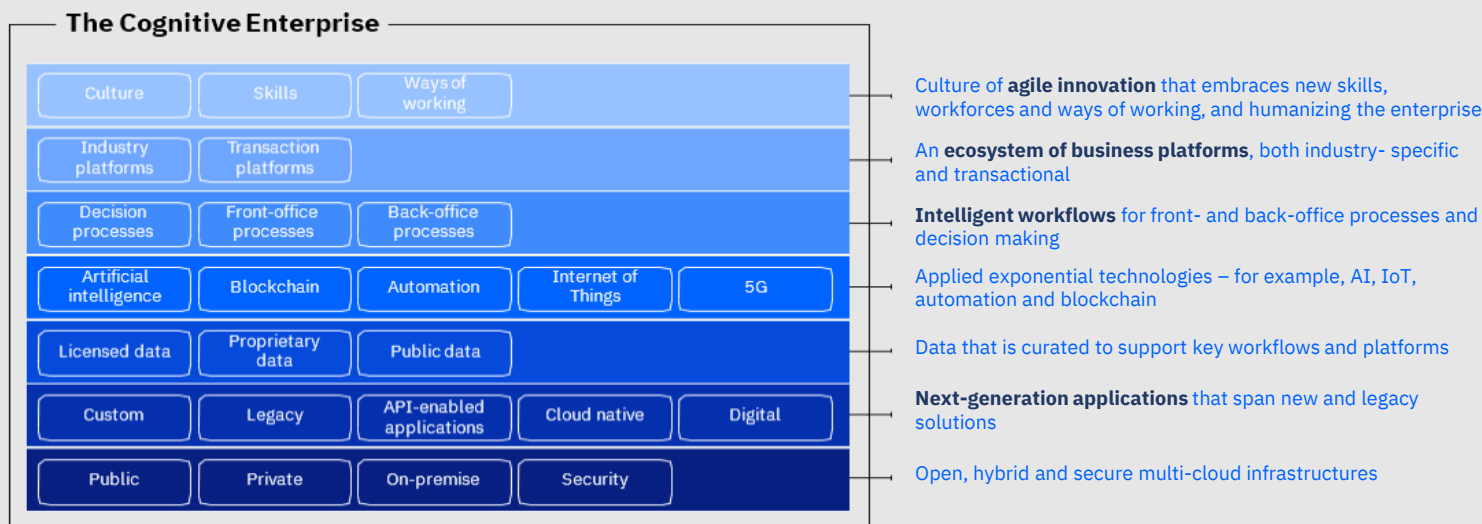 The Cognitive Enterprise
Culture
Skills
Ways of
working
Culture of agile innovation that embraces new skills,
workforces and ways of working, and humanizing the enterprise
Industry
platforms
Transaction
platforms
An ecosystem of business platforms, both industry- specific
and transactional
Decision
processes
Front-office
processes
Back-office
processes
Intelligent workflows for front- and back-office processes and
decision making
Artificial
intelligence
Blockchain
Automation
Internet of
Things
5G
Applied exponential technologies – for example, AI, IoT,
automation and blockchain
Licensed data
Proprietary
data
Public data
Data that is curated to support key workflows and platforms
Custom
Legacy
API-enabled
applications
Cloud native
Digital
Next-generation applications that span new and legacy
solutions
Public
Private
On-premise
Security
Open, hybrid and secure multi-cloud infrastructures